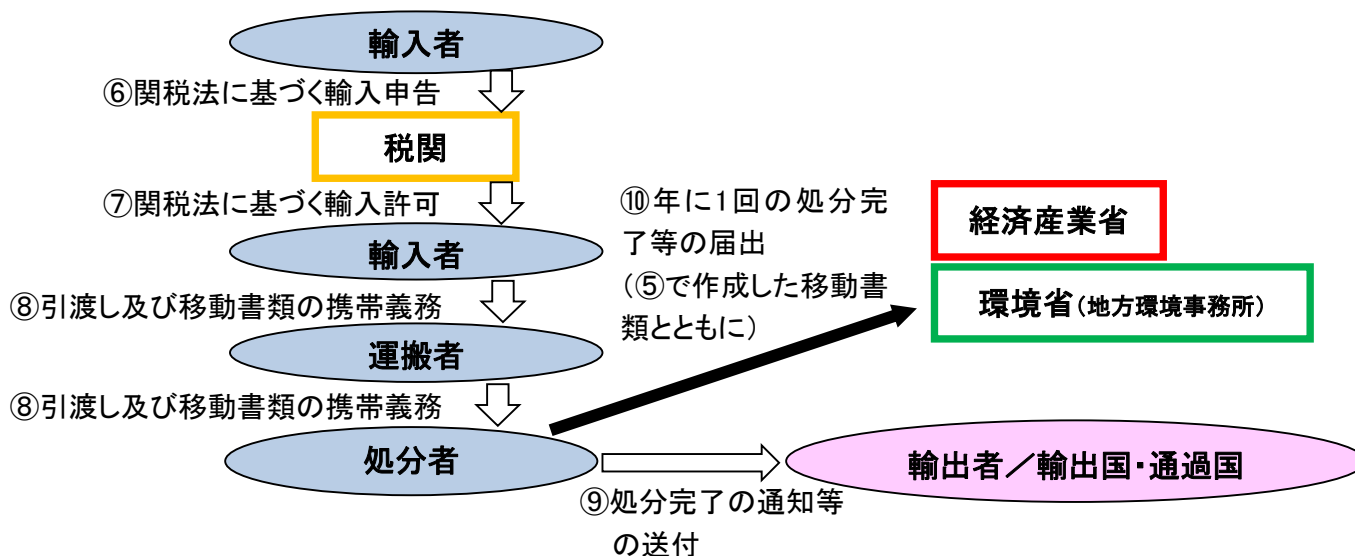 輸入者
⑥関税法に基づく輸入申告
税関
⑦関税法に基づく輸入許可
輸入者
⑧引渡し及び移動書類の携帯義務
運搬者
⑧引渡し及び移動書類の携帯義務
処分者
⑩年に1回の処分完
了等の届出
(⑤で作成した移動書
類とともに)
経済産業省
環境省(地方環境事務所)
⑨処分完了の通知等
の送付
輸出者/輸出国・通過国